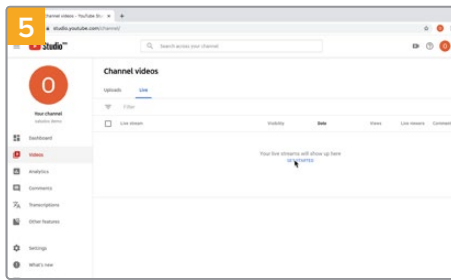 5
Channel videos - YouTube Stu
studio.youtube.com/channel/
Studio
Search across your channel
O
Your channel
Channel videos
Uploads
Live
Filter
Live stream
Visibility
Date
Views
Live viewers
Comments
Your live streams will show up here
GET STARTED
Dashboard
Videos
Analytics
Comments
Transcriptions
Other features
Settings
What's new